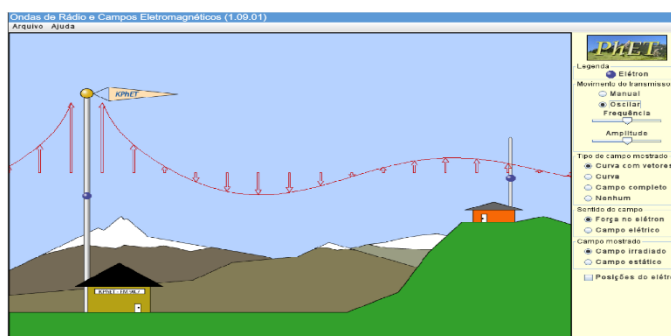 Ondas de Rádio e Campos Eletromagnéticos (1.09.01)
Arquivo Ajuda
KPhET
PhET
Legenda
Elétron
Movimento do transmisso
Manual
Oscilar
Frequência
Amplitude
Tipo de campo mostrado
Curva com vetores
Curva
Campo completo
Nenhum
Sentido do campo
Força no elétron
Campo elétrico
Campo mostrado
Campo irradiado
Campo estático
Posições do elétr